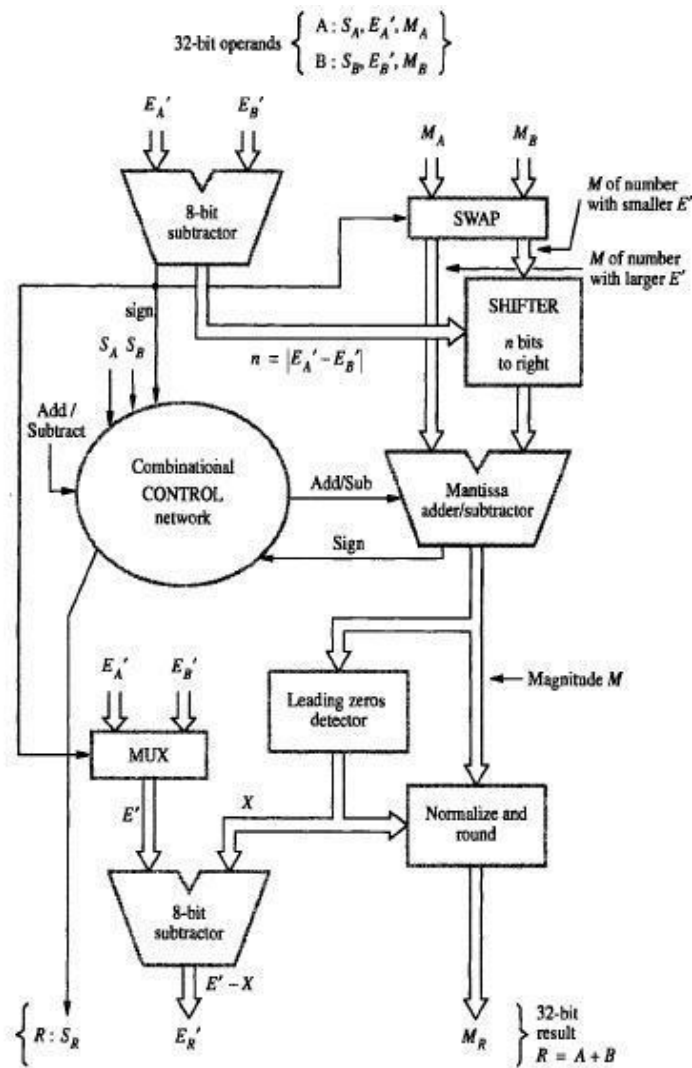 32-bit operands { A : S_A, E_A', M_A
B : S_B, E_B', M_B }
E_A' E_B'
M_A M_B
8-bit
subtractor
SWAP
M of number
with smaller E'
M of number
with larger E'
sign
SHIFTER
n bits
to right
S_A S_B
n = |E_A' − E_B'|
Add /
Subtract
Combinational
CONTROL
network
Add/Sub
Mantissa
adder/subtractor
Sign
E_A' E_B'
Leading zeros
detector
Magnitude M
MUX
E'
X
Normalize and
round
8-bit
subtractor
E' − X
{ R : S_R
E_R'
M_R
} 32-bit
result
R = A + B